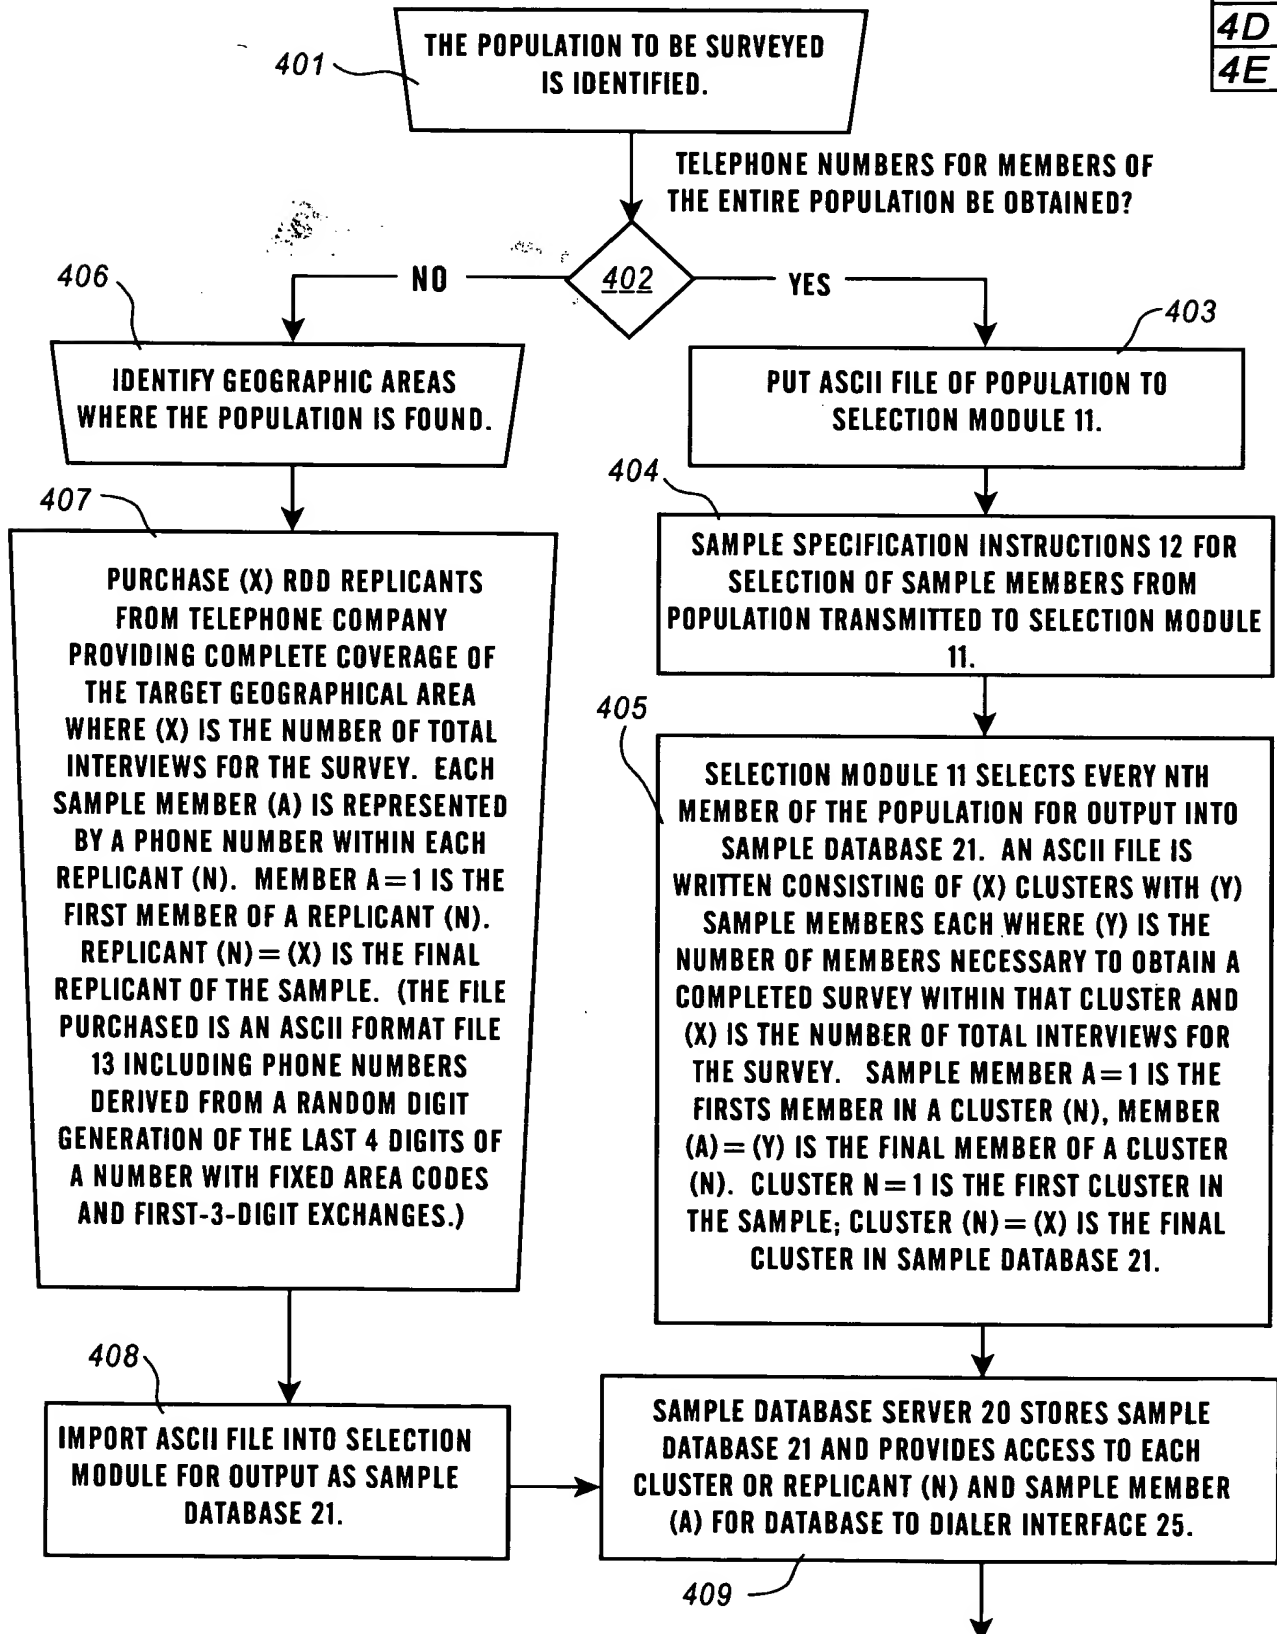 4D
4E
401
THE POPULATION TO BE SURVEYED
IS IDENTIFIED.
TELEPHONE NUMBERS FOR MEMBERS OF
THE ENTIRE POPULATION BE OBTAINED?
402
NO
YES
406
IDENTIFY GEOGRAPHIC AREAS
WHERE THE POPULATION IS FOUND.
403
PUT ASCII FILE OF POPULATION TO
SELECTION MODULE 11.
404
SAMPLE SPECIFICATION INSTRUCTIONS 12 FOR
SELECTION OF SAMPLE MEMBERS FROM
POPULATION TRANSMITTED TO SELECTION MODULE
11.
407
PURCHASE (X) RDD REPLICANTS
FROM TELEPHONE COMPANY
PROVIDING COMPLETE COVERAGE OF
THE TARGET GEOGRAPHICAL AREA
WHERE (X) IS THE NUMBER OF TOTAL
INTERVIEWS FOR THE SURVEY. EACH
SAMPLE MEMBER (A) IS REPRESENTED
BY A PHONE NUMBER WITHIN EACH
REPLICANT (N). MEMBER A=1 IS THE
FIRST MEMBER OF A REPLICANT (N).
REPLICANT (N)=(X) IS THE FINAL
REPLICANT OF THE SAMPLE. (THE FILE
PURCHASED IS AN ASCII FORMAT FILE
13 INCLUDING PHONE NUMBERS
DERIVED FROM A RANDOM DIGIT
GENERATION OF THE LAST 4 DIGITS OF
A NUMBER WITH FIXED AREA CODES
AND FIRST-3-DIGIT EXCHANGES.)
405
SELECTION MODULE 11 SELECTS EVERY NTH
MEMBER OF THE POPULATION FOR OUTPUT INTO
SAMPLE DATABASE 21. AN ASCII FILE IS
WRITTEN CONSISTING OF (X) CLUSTERS WITH (Y)
SAMPLE MEMBERS EACH WHERE (Y) IS THE
NUMBER OF MEMBERS NECESSARY TO OBTAIN A
COMPLETED SURVEY WITHIN THAT CLUSTER AND
(X) IS THE NUMBER OF TOTAL INTERVIEWS FOR
THE SURVEY. SAMPLE MEMBER A=1 IS THE
FIRSTS MEMBER IN A CLUSTER (N), MEMBER
(A)=(Y) IS THE FINAL MEMBER OF A CLUSTER
(N). CLUSTER N=1 IS THE FIRST CLUSTER IN
THE SAMPLE; CLUSTER (N)=(X) IS THE FINAL
CLUSTER IN SAMPLE DATABASE 21.
408
IMPORT ASCII FILE INTO SELECTION
MODULE FOR OUTPUT AS SAMPLE
DATABASE 21.
SAMPLE DATABASE SERVER 20 STORES SAMPLE
DATABASE 21 AND PROVIDES ACCESS TO EACH
CLUSTER OR REPLICANT (N) AND SAMPLE MEMBER
(A) FOR DATABASE TO DIALER INTERFACE 25.
409